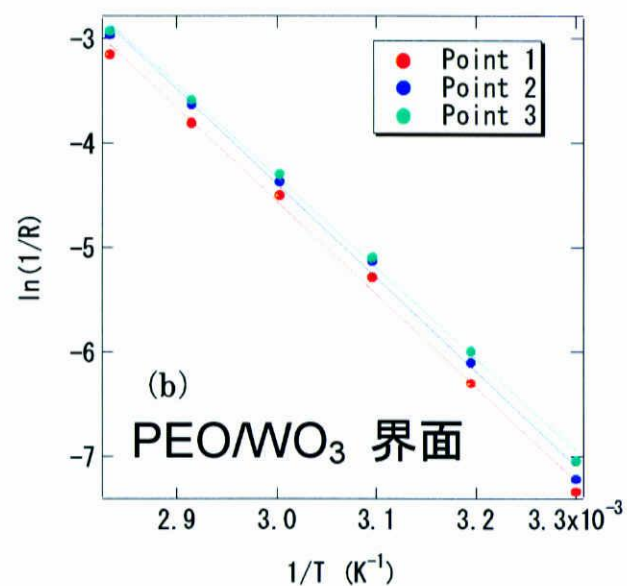 -3
-4
-5
-6
-7
ln(1/R)
Point 1
Point 2
Point 3
(b)
PEO/WO₃ 界面
2.9 3.0 3.1 3.2 3.3x10⁻³
1/T (K⁻¹)